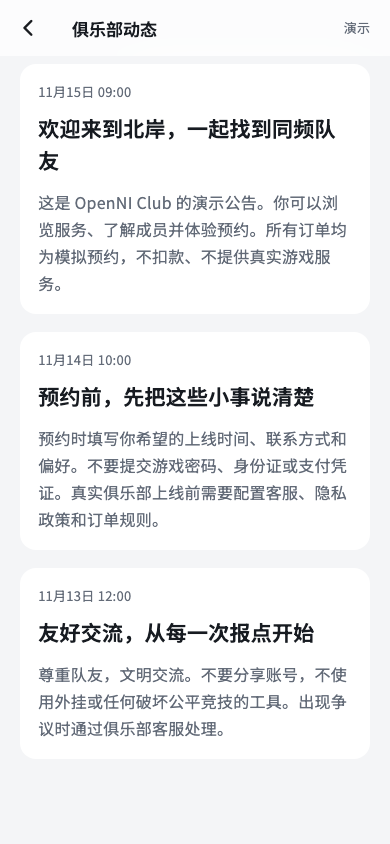 俱乐部动态
演示
11月15日 09:00
欢迎来到北岸，一起找到同频队
友
这是 OpenNI Club 的演示公告。你可以浏
览服务、了解成员并体验预约。所有订单均
为模拟预约，不扣款、不提供真实游戏服
务。
11月14日 10:00
预约前，先把这些小事说清楚
预约时填写你希望的上线时间、联系方式和
偏好。不要提交游戏密码、身份证或支付凭
证。真实俱乐部上线前需要配置客服、隐私
政策和订单规则。
11月13日 12:00
友好交流，从每一次报点开始
尊重队友，文明交流。不要分享账号，不使
用外挂或任何破坏公平竞技的工具。出现争
议时通过俱乐部客服处理。